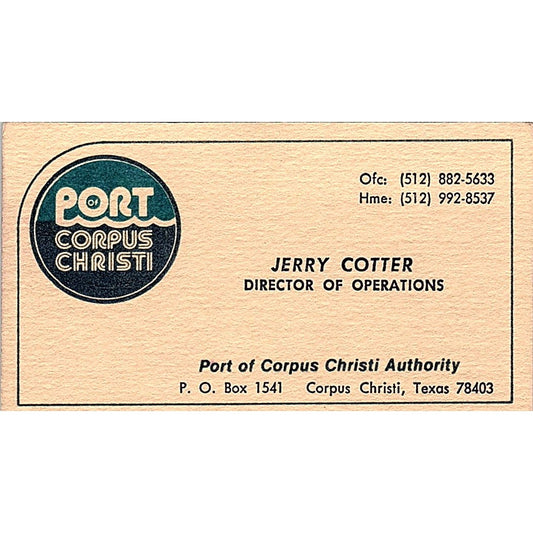 PORT
OF
CORPUS
CHRISTI
Ofc: (512) 882-5633
Hme: (512) 992-8537
JERRY COTTER
DIRECTOR OF OPERATIONS
Port of Corpus Christi Authority
P. O. Box 1541 Corpus Christi, Texas 78403